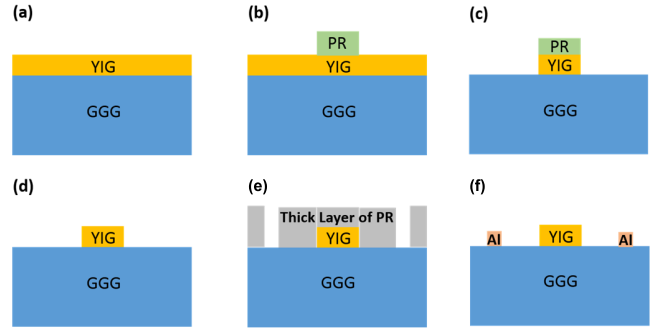 (a)
YIG
GGG
(b)
PR
YIG
GGG
(c)
PR
YIG
GGG
(d)
YIG
GGG
(e)
Thick Layer of PR
YIG
GGG
(f)
Al
YIG
Al
GGG